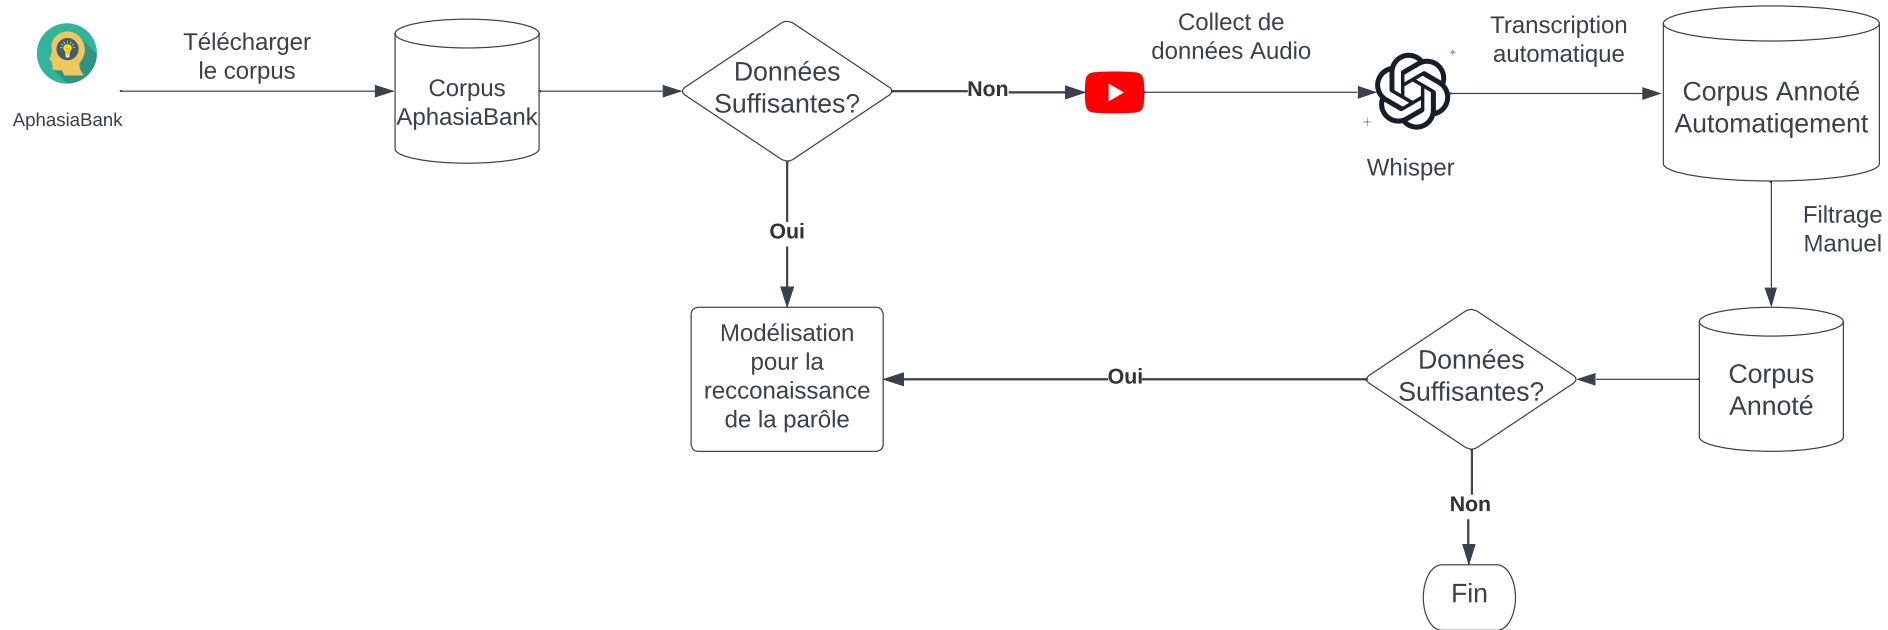 AphasiaBank
Télécharger
le corpus
Corpus
AphasiaBank
Données
Suffisantes?
Non
Collect de
données Audio
Whisper
Transcription
automatique
Corpus Annoté
Automatiqement
Filtrage
Manuel
Corpus
Annoté
Données
Suffisantes?
Oui
Non
Fin
Oui
Modélisation
pour la
recconaissance
de la parôle